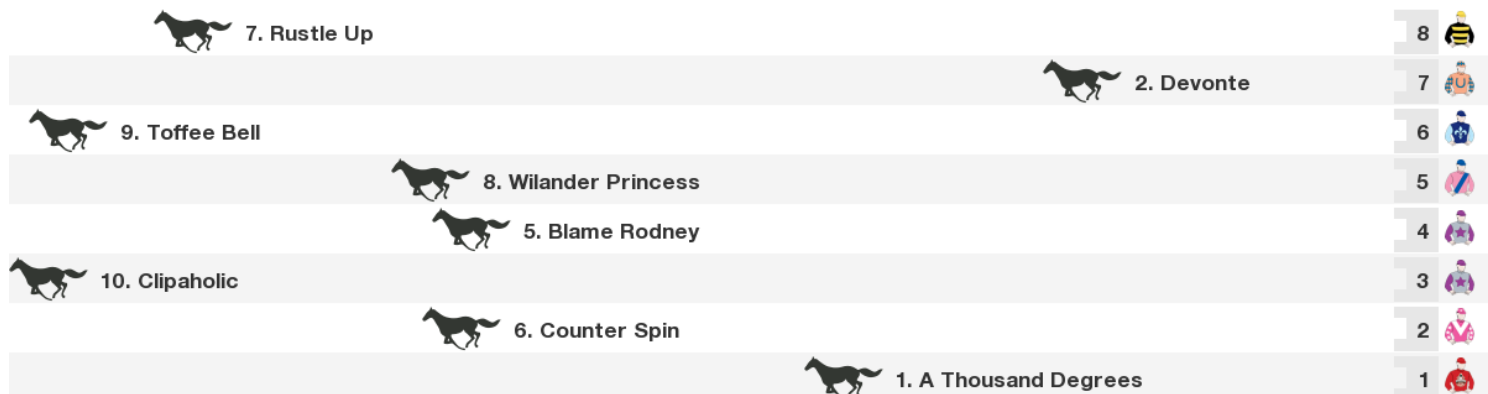 7. Rustle Up 8
2. Devonte 7
9. Toffee Bell 6
8. Wilander Princess 5
5. Blame Rodney 4
10. Clipaholic 3
6. Counter Spin 2
1. A Thousand Degrees 1